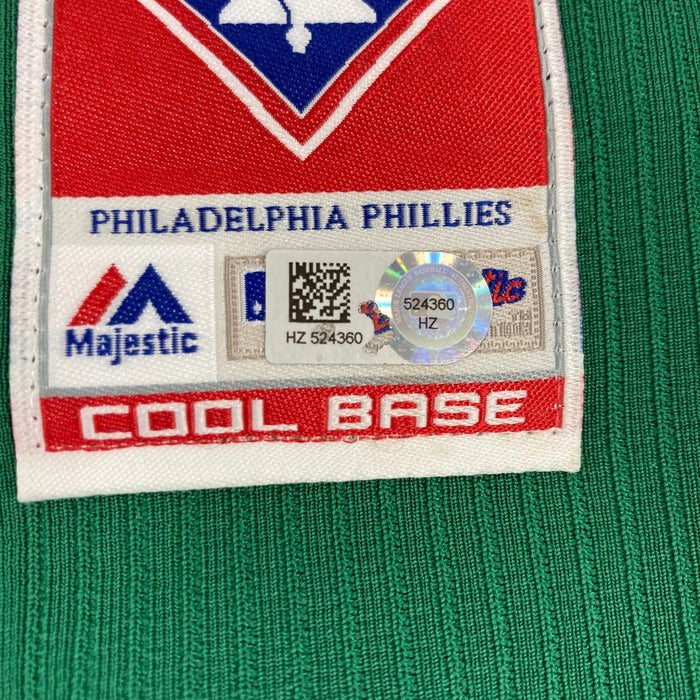 PHILADELPHIA PHILLIES
Majestic
HZ 524360
524360
HZ
COOL BASE